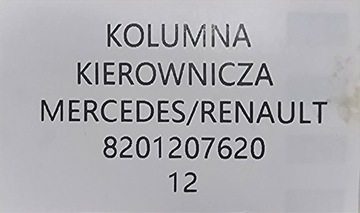 KOLUMNA
KIEROWNICZA
MERCEDES/RENAULT
8201207620
12